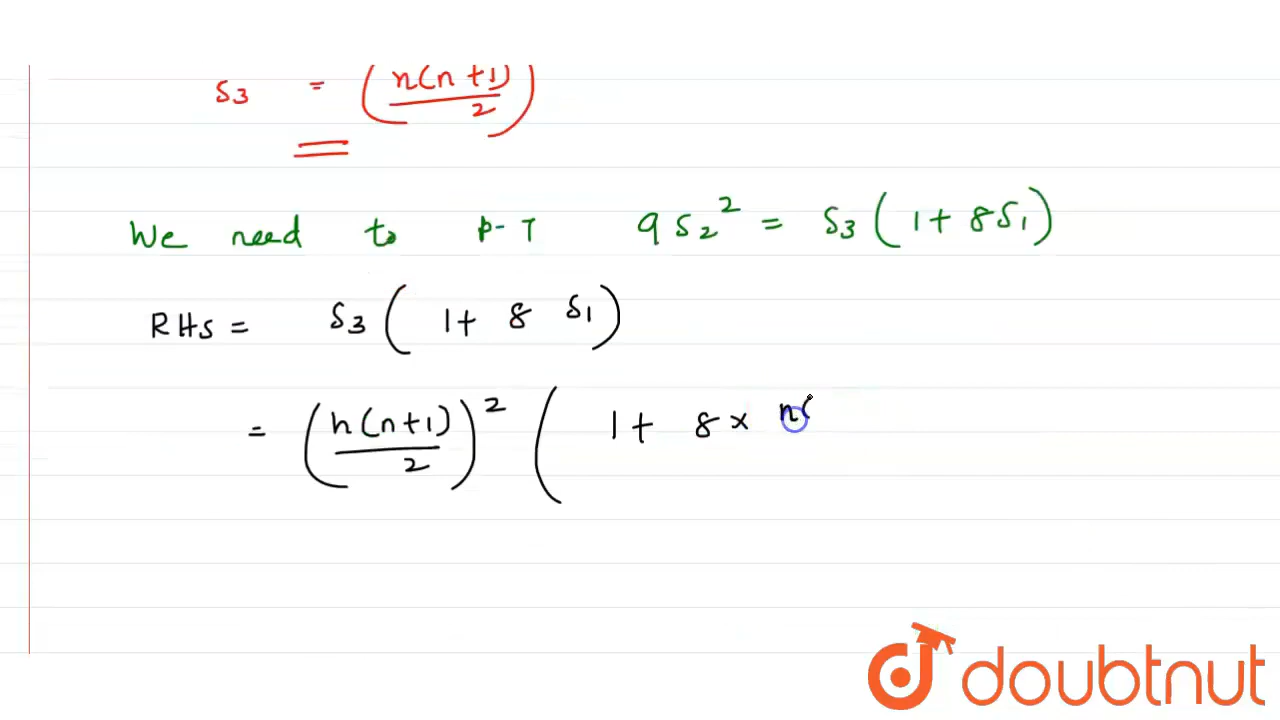 S3 = (n(n+1)/2)
We need to p-T 9 S2² = S3 (1+ 8S1)
RHS = S3 ( 1+ 8 S1)
= (n(n+1)/2)² ( 1+ 8 × n(
doubtnut